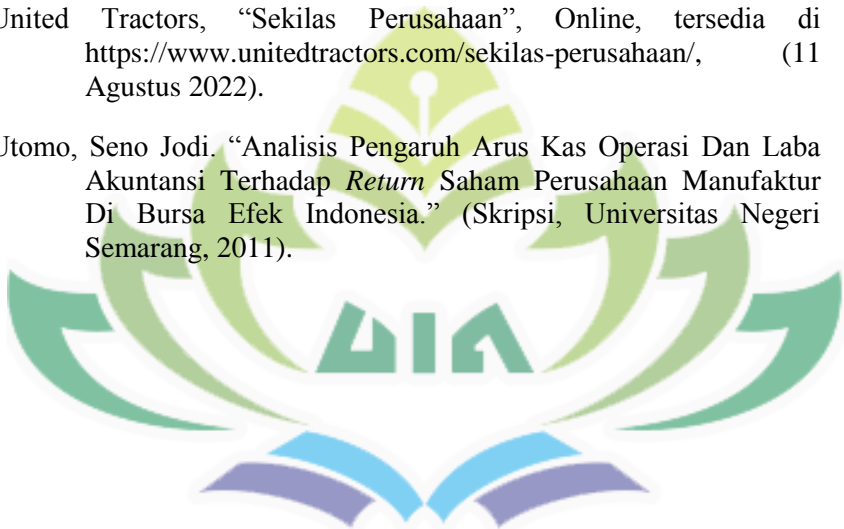 United Tractors, “Sekilas Perusahaan”, Online, tersedia di
https://www.unitedtractors.com/sekilas-perusahaan/, (11
Agustus 2022).
Utomo, Seno Jodi. “Analisis Pengaruh Arus Kas Operasi Dan Laba
Akuntansi Terhadap Return Saham Perusahaan Manufaktur
Di Bursa Efek Indonesia.” (Skripsi, Universitas Negeri
Semarang, 2011).
UIN